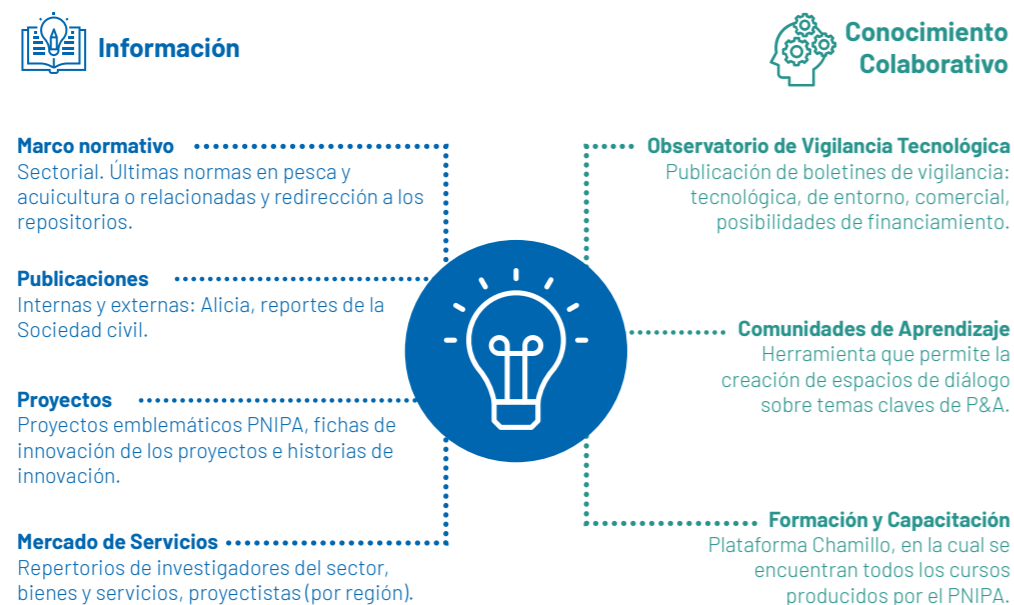 Información
Marco normativo
Sectorial. Últimas normas en pesca y
acuicultura o relacionadas y redirección a los
repositorios.
Publicaciones
Internas y externas: Alicia, reportes de la
Sociedad civil.
Proyectos
Proyectos emblemáticos PNIPA, fichas de
innovación de los proyectos e historias de
innovación.
Mercado de Servicios
Repertorios de investigadores del sector,
bienes y servicios, proyectistas (por región).
Conocimiento
Colaborativo
Observatorio de Vigilancia Tecnológica
Publicación de boletines de vigilancia:
tecnológica, de entorno, comercial,
posibilidades de financiamiento.
Comunidades de Aprendizaje
Herramienta que permite la
creación de espacios de diálogo
sobre temas claves de P&A.
Formación y Capacitación
Plataforma Chamillo, en la cual se
encuentran todos los cursos
producidos por el PNIPA.